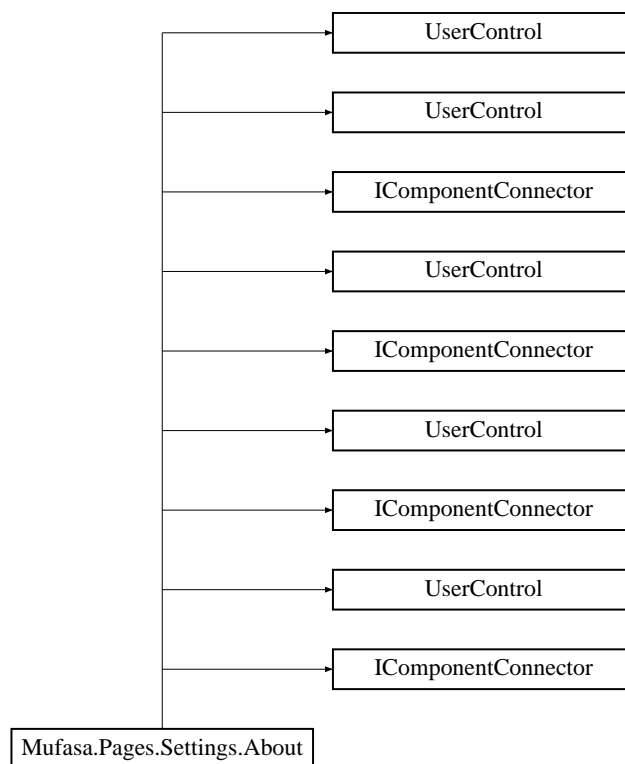 UserControl
UserControl
IComponentConnector
UserControl
IComponentConnector
UserControl
IComponentConnector
UserControl
IComponentConnector
Mufasa.Pages.Settings.About